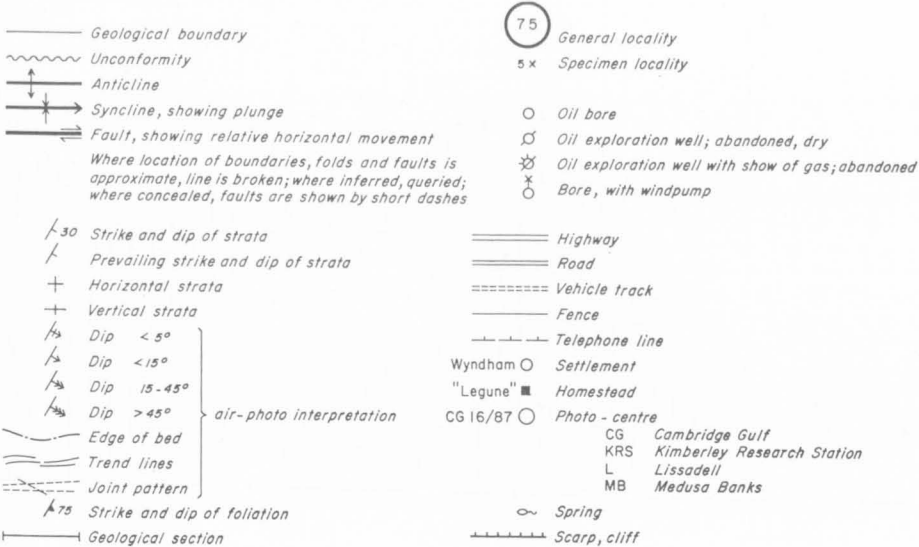 Geological boundary
Unconformity
Anticline
Syncline, showing plunge
Fault, showing relative horizontal movement
Where location of boundaries, folds and faults is
approximate, line is broken; where inferred, queried;
where concealed, faults are shown by short dashes
30 Strike and dip of strata
Prevailing strike and dip of strata
Horizontal strata
Vertical strata
Dip < 5°
Dip < 15°
Dip 15-45°
Dip > 45°
air-photo interpretation
Edge of bed
Trend lines
Joint pattern
75 Strike and dip of foliation
Geological section
75 General locality
5 x Specimen locality
Oil bore
Oil exploration well; abandoned, dry
Oil exploration well with show of gas; abandoned
Bore, with windpump
Highway
Road
Vehicle track
Fence
Telephone line
Wyndham Settlement
"Legune" Homestead
CG 16/87 Photo - centre
CG Cambridge Gulf
KRS Kimberley Research Station
L Lissadell
MB Medusa Banks
Spring
Scarp, cliff